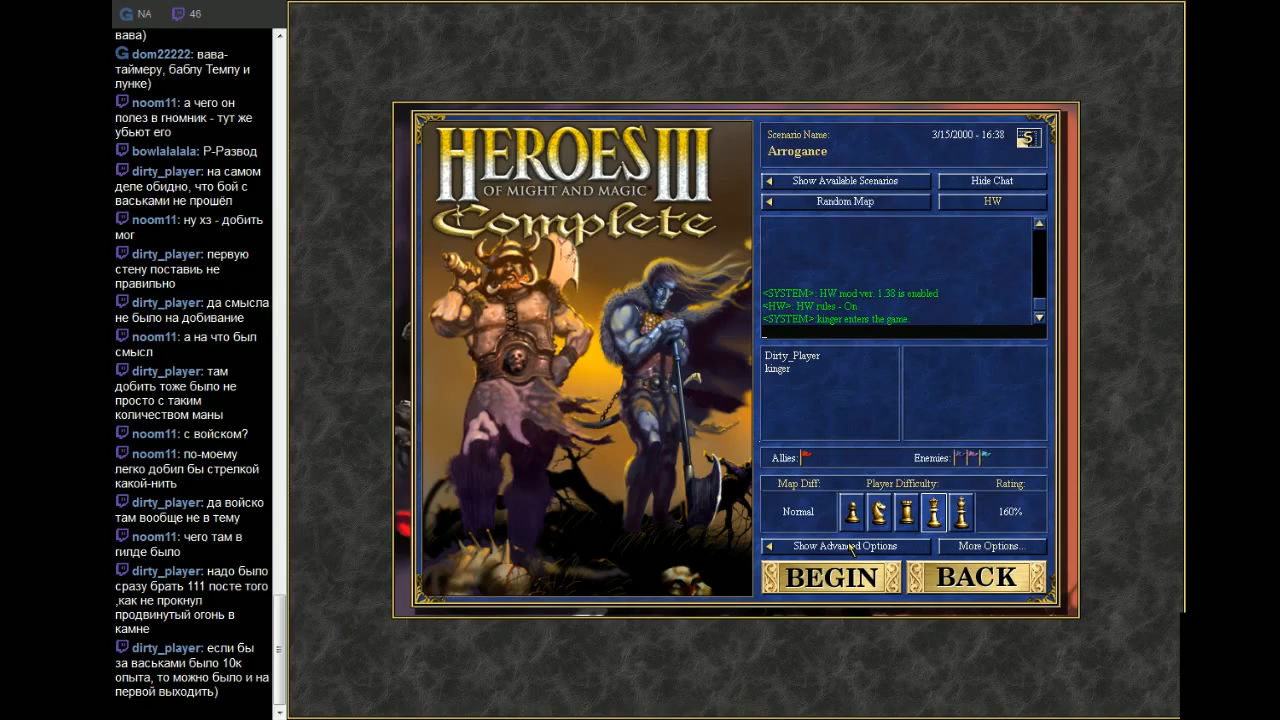 NA 46
вава)
dom22222: вава-
таймеру, баблу Темпу и
лунке)
noom11: а чего он
полез в гномник - тут же
убьют его
bowlalalala: Р-Развод
dirty_player: на самом
деле обидно, что бой с
васьками не прошёл
noom11: ну хз - добить
мог
dirty_player: первую
стену поставиь не
правильно
dirty_player: да смысла
не было на добивание
noom11: а на что был
смысл
dirty_player: там
добить тоже было не
просто с таким
количеством маны
noom11: с войском?
noom11: по-моему
легко добил бы стрелкой
какой-нить
dirty_player: да войско
там вообще не в тему
noom11: чего там в
гилде было
dirty_player: надо было
сразу брать 111 посте того
,как не прокнул
продвинутый огонь в
камне
dirty_player: если бы
за васьками было 10к
опыта, то можно было и на
первой выходить)
HEROES III
OF MIGHT AND MAGIC
Complete
Scenario Name: 3/15/2000 - 16:38
Arrogance
Show Available Scenarios Hide Chat
Random Map HW
<SYSTEM>: HW mod ver. 1.38 is enabled
<HW>: HW rules - On
<SYSTEM>:kinger enters the game.
Dirty_Player
kinger
Allies: Enemies:
Map Diff: Player Difficulty: Rating:
Normal 160%
Show Advanced Options More Options...
BEGIN BACK